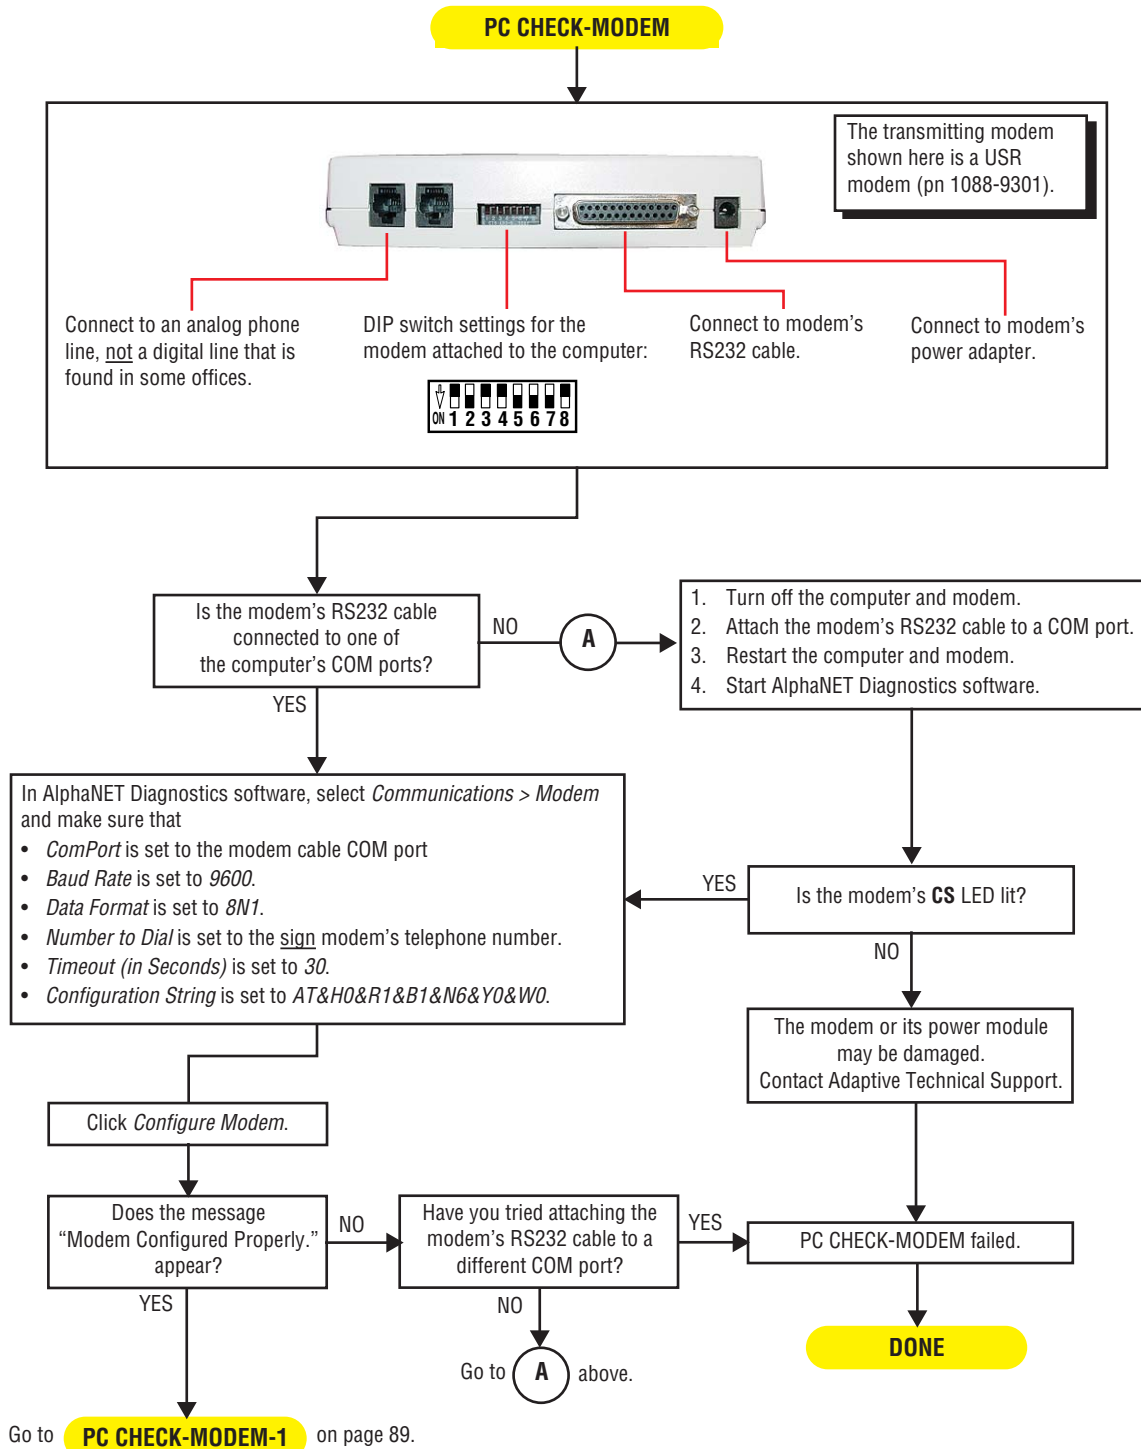 PC CHECK-MODEM
The transmitting modem
shown here is a USR
modem (pn 1088-9301).
Connect to an analog phone
line, not a digital line that is
found in some offices.
DIP switch settings for the
modem attached to the computer:
ON 1 2 3 4 5 6 7 8
Connect to modem's
RS232 cable.
Connect to modem's
power adapter.
Is the modem's RS232 cable
connected to one of
the computer's COM ports?
NO
A
1. Turn off the computer and modem.
2. Attach the modem's RS232 cable to a COM port.
3. Restart the computer and modem.
4. Start AlphaNET Diagnostics software.
YES
In AlphaNET Diagnostics software, select Communications > Modem
and make sure that
• ComPort is set to the modem cable COM port
• Baud Rate is set to 9600.
• Data Format is set to 8N1.
• Number to Dial is set to the sign modem's telephone number.
• Timeout (in Seconds) is set to 30.
• Configuration String is set to AT&H0&R1&B1&N6&Y0&W0.
YES
Is the modem's CS LED lit?
NO
The modem or its power module
may be damaged.
Contact Adaptive Technical Support.
Click Configure Modem.
Does the message
“Modem Configured Properly.”
appear?
NO
Have you tried attaching the
modem's RS232 cable to a
different COM port?
YES
PC CHECK-MODEM failed.
YES
NO
DONE
Go to A above.
Go to PC CHECK-MODEM-1 on page 89.